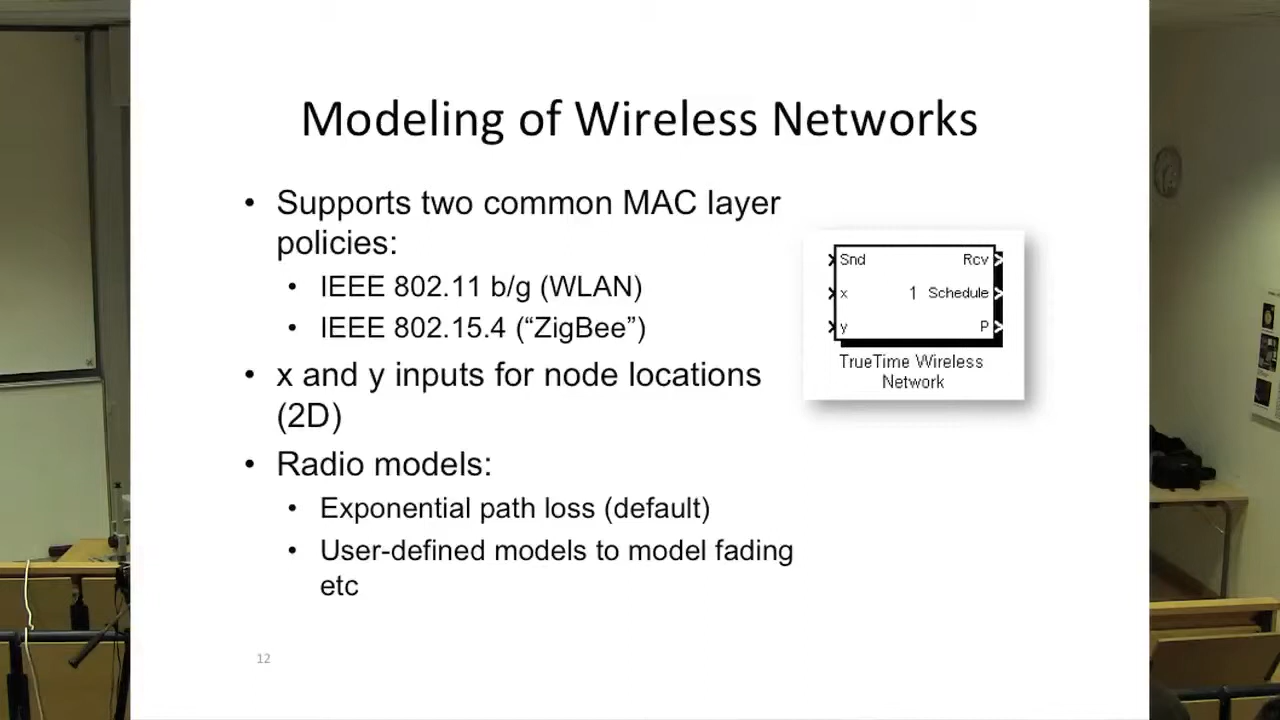 Modeling of Wireless Networks
• Supports two common MAC layer
policies:
• IEEE 802.11 b/g (WLAN)
• IEEE 802.15.4 (“ZigBee”)
• x and y inputs for node locations
(2D)
• Radio models:
• Exponential path loss (default)
• User-defined models to model fading
etc
Snd Rcv
x 1 Schedule
y P
TrueTime Wireless
Network
12